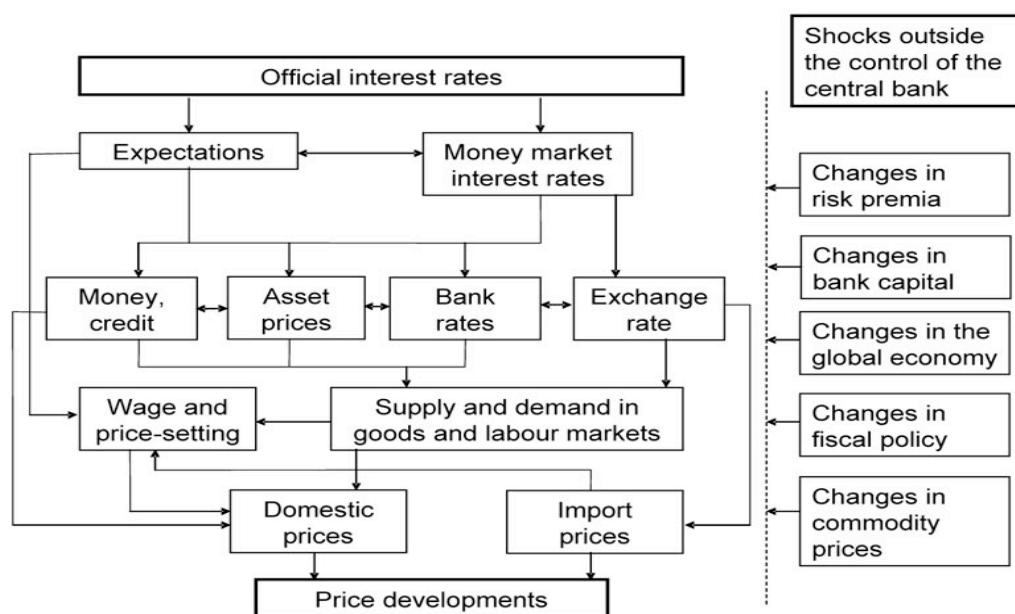 Official interest rates
Shocks outside
the control of the
central bank
Expectations
Money market
interest rates
Changes in
risk premia
Money,
credit
Asset
prices
Bank
rates
Exchange
rate
Changes in
bank capital
Changes in the
global economy
Wage and
price-setting
Supply and demand in
goods and labour markets
Changes in
fiscal policy
Domestic
prices
Import
prices
Changes in
commodity
prices
Price developments